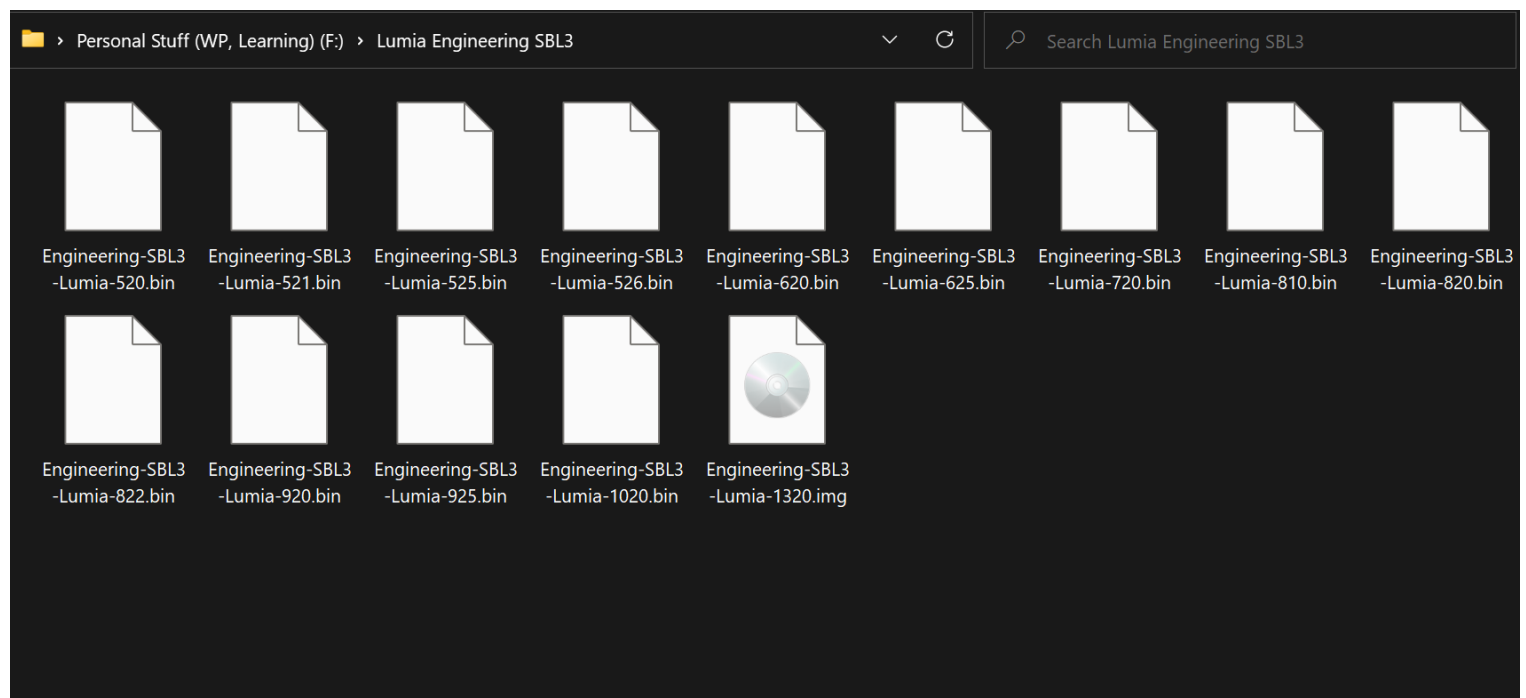 Personal Stuff (WP, Learning) (F:) > Lumia Engineering SBL3
Search Lumia Engineering SBL3
Engineering-SBL3
-Lumia-520.bin
Engineering-SBL3
-Lumia-521.bin
Engineering-SBL3
-Lumia-525.bin
Engineering-SBL3
-Lumia-526.bin
Engineering-SBL3
-Lumia-620.bin
Engineering-SBL3
-Lumia-625.bin
Engineering-SBL3
-Lumia-720.bin
Engineering-SBL3
-Lumia-810.bin
Engineering-SBL3
-Lumia-820.bin
Engineering-SBL3
-Lumia-822.bin
Engineering-SBL3
-Lumia-920.bin
Engineering-SBL3
-Lumia-925.bin
Engineering-SBL3
-Lumia-1020.bin
Engineering-SBL3
-Lumia-1320.img